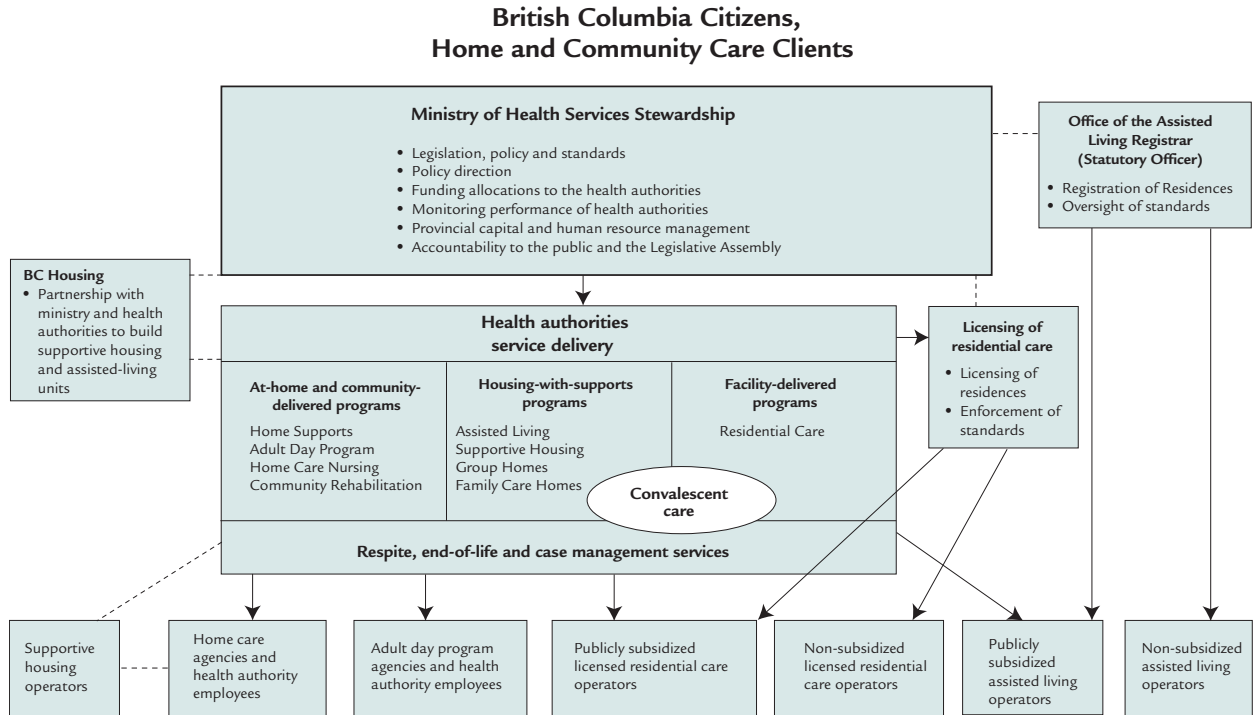 British Columbia Citizens,
Home and Community Care Clients
Ministry of Health Services Stewardship
• Legislation, policy and standards
• Policy direction
• Funding allocations to the health authorities
• Monitoring performance of health authorities
• Provincial capital and human resource management
• Accountability to the public and the Legislative Assembly
Office of the Assisted
Living Registrar
(Statutory Officer)
• Registration of Residences
• Oversight of standards
BC Housing
• Partnership with
ministry and health
authorities to build
supportive housing
and assisted-living
units
Health authorities
service delivery
Licensing of
residential care
• Licensing of
residences
• Enforcement of
standards
At-home and community-
delivered programs
Home Supports
Adult Day Program
Home Care Nursing
Community Rehabilitation
Housing-with-supports
programs
Assisted Living
Supportive Housing
Group Homes
Family Care Homes
Facility-delivered
programs
Residential Care
Convalescent
care
Respite, end-of-life and case management services
Supportive
housing
operators
Home care
agencies and
health authority
employees
Adult day program
agencies and health
authority employees
Publicly subsidized
licensed residential care
operators
Non-subsidized
licensed residential
care operators
Publicly
subsidized
assisted living
operators
Non-subsidized
assisted living
operators